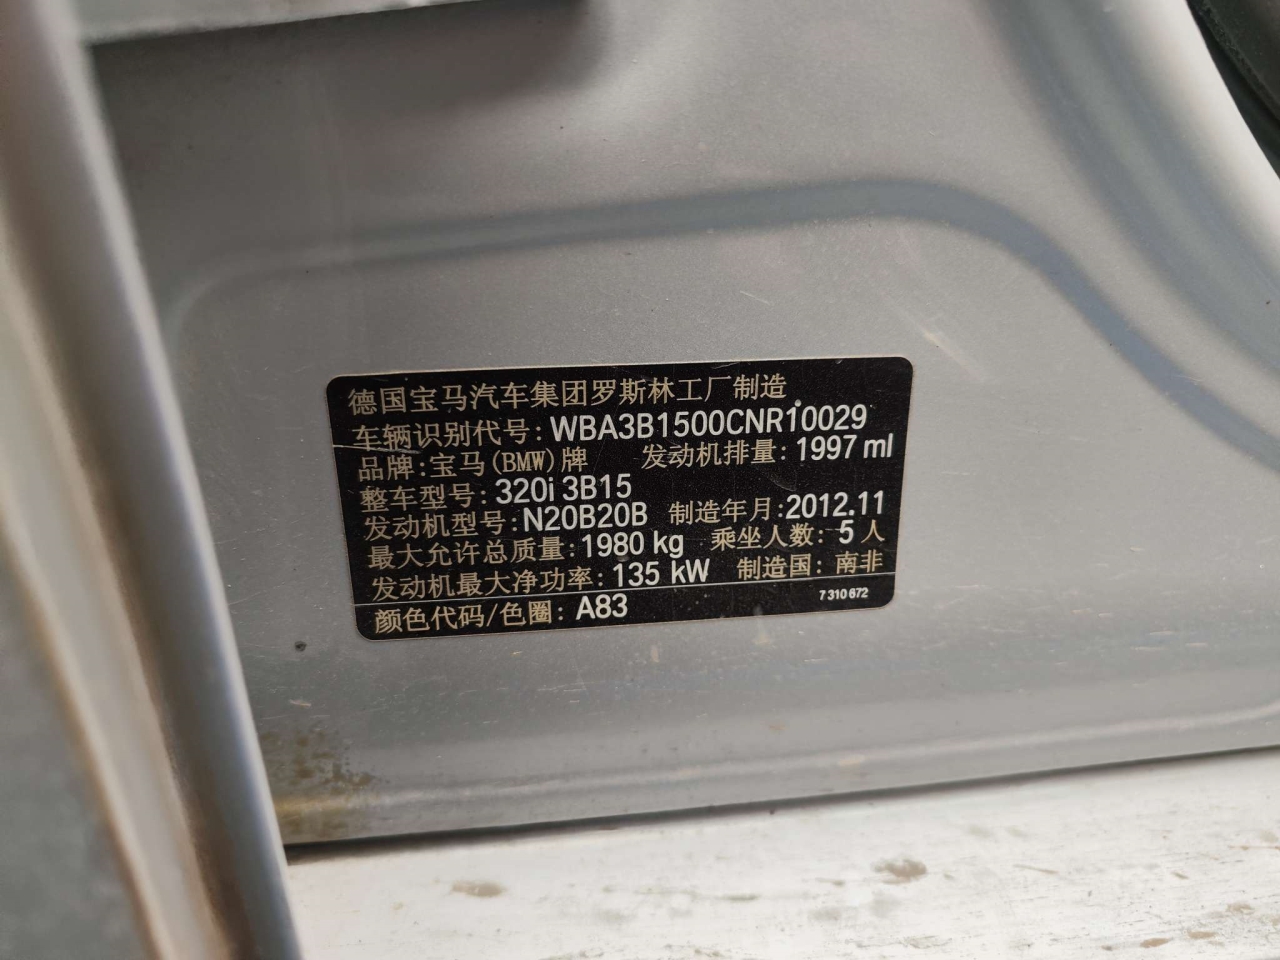 德国宝马汽车集团罗斯林工厂制造
车辆识别代号: WBA3B1500CNR10029
品牌: 宝马(BMW)牌 发动机排量: 1997 ml
整车型号: 320i 3B15
发动机型号: N20B20B 制造年月: 2012.11
最大允许总质量: 1980 kg 乘坐人数: 5 人
发动机最大净功率: 135 kW 制造国: 南非
颜色代码/色圈: A83 7 310 672